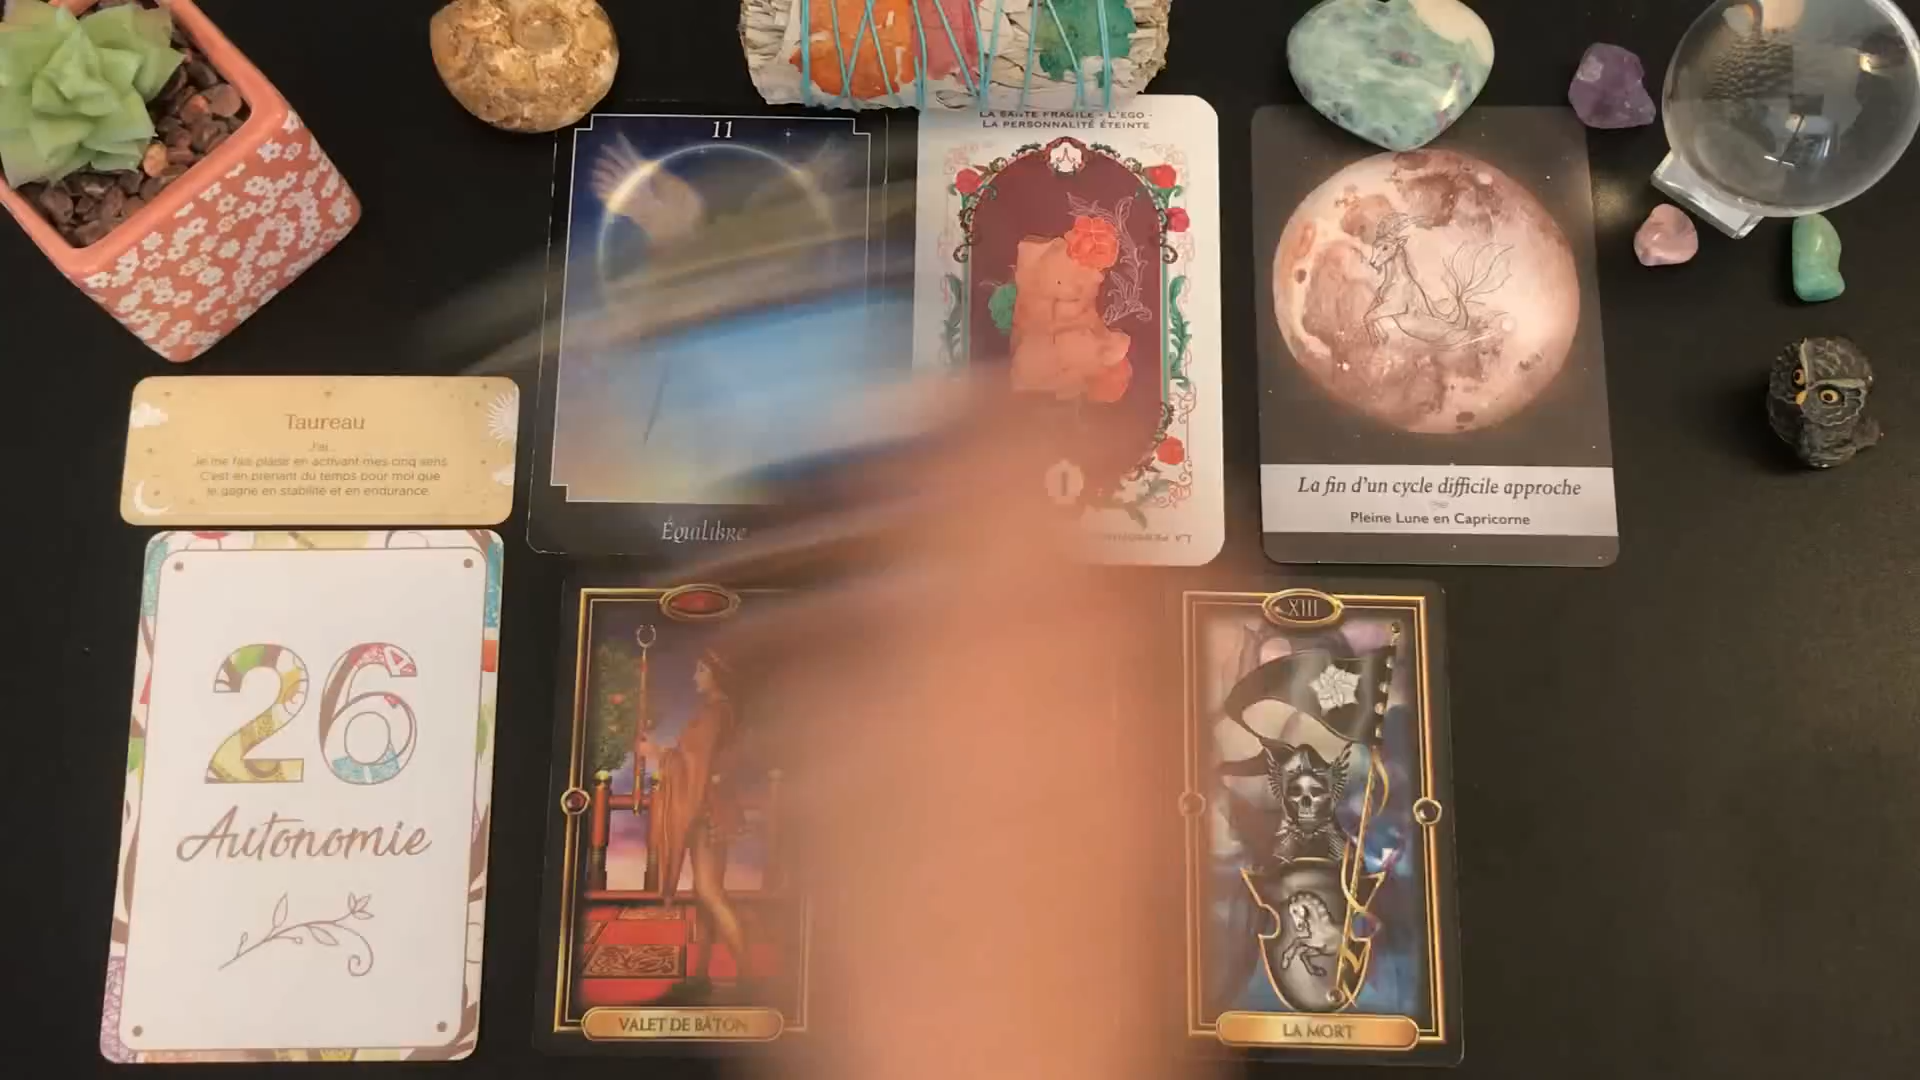 11
Équilibre
LA SANTÉ FRAGILE - L'ÉGO -
LA PERSONNALITÉ ÉTEINTE
1
La fin d'un cycle difficile approche
Pleine Lune en Capricorne
Taureau
J'ai...
Je me fais plaisir en activant mes cinq sens.
C'est en prenant du temps pour moi que
je gagne en stabilité et en endurance.
26
Autonomie
VALET DE BÂTON
XIII
LA MORT